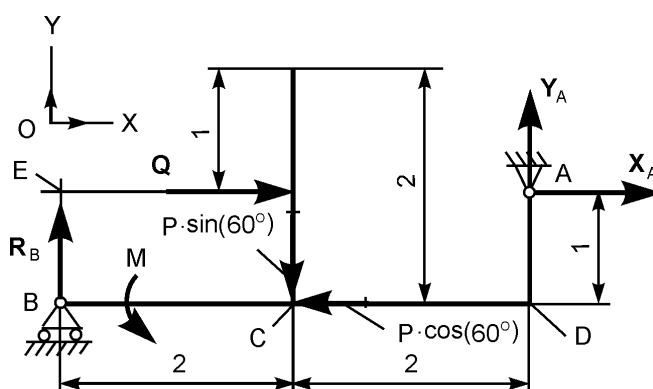 Y
O
X
E
Q
1
2
Y_A
A
X_A
R_B
P·sin(60°)
1
M
B
C
P·cos(60°)
D
2
2